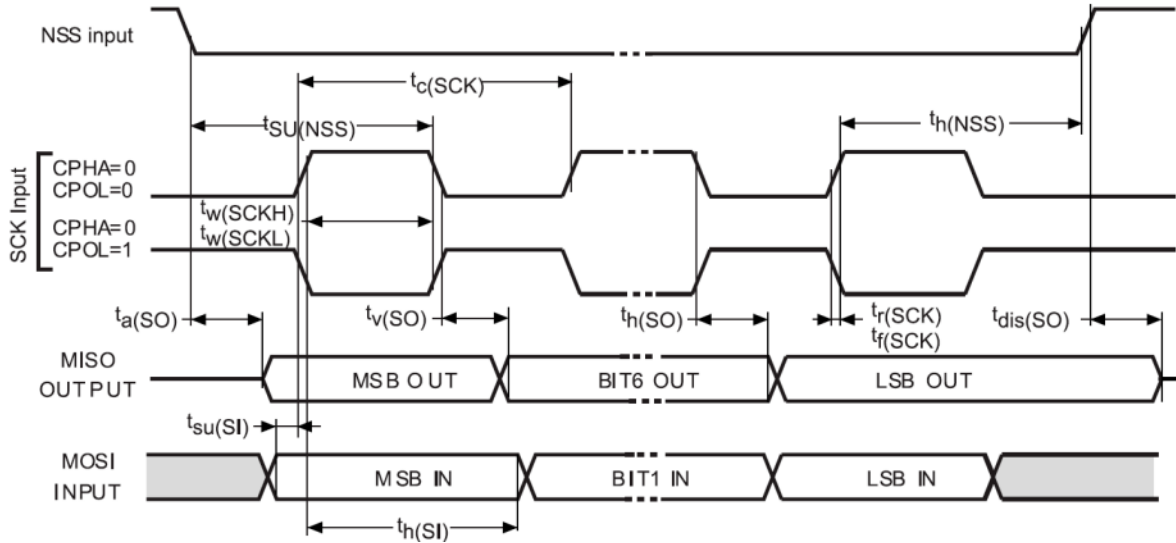 NSS input
tc(SCK)
tSU(NSS)
th(NSS)
SCK Input
CPHA=0
CPOL=0
tw(SCKH)
CPHA=0
tw(SCKL)
CPOL=1
ta(SO)
tv(SO)
th(SO)
tr(SCK)
tf(SCK)
tdis(SO)
MISO
OUTPUT
MSB OUT
BIT6 OUT
LSB OUT
tsu(SI)
MOSI
INPUT
MSB IN
BIT1 IN
LSB IN
th(SI)